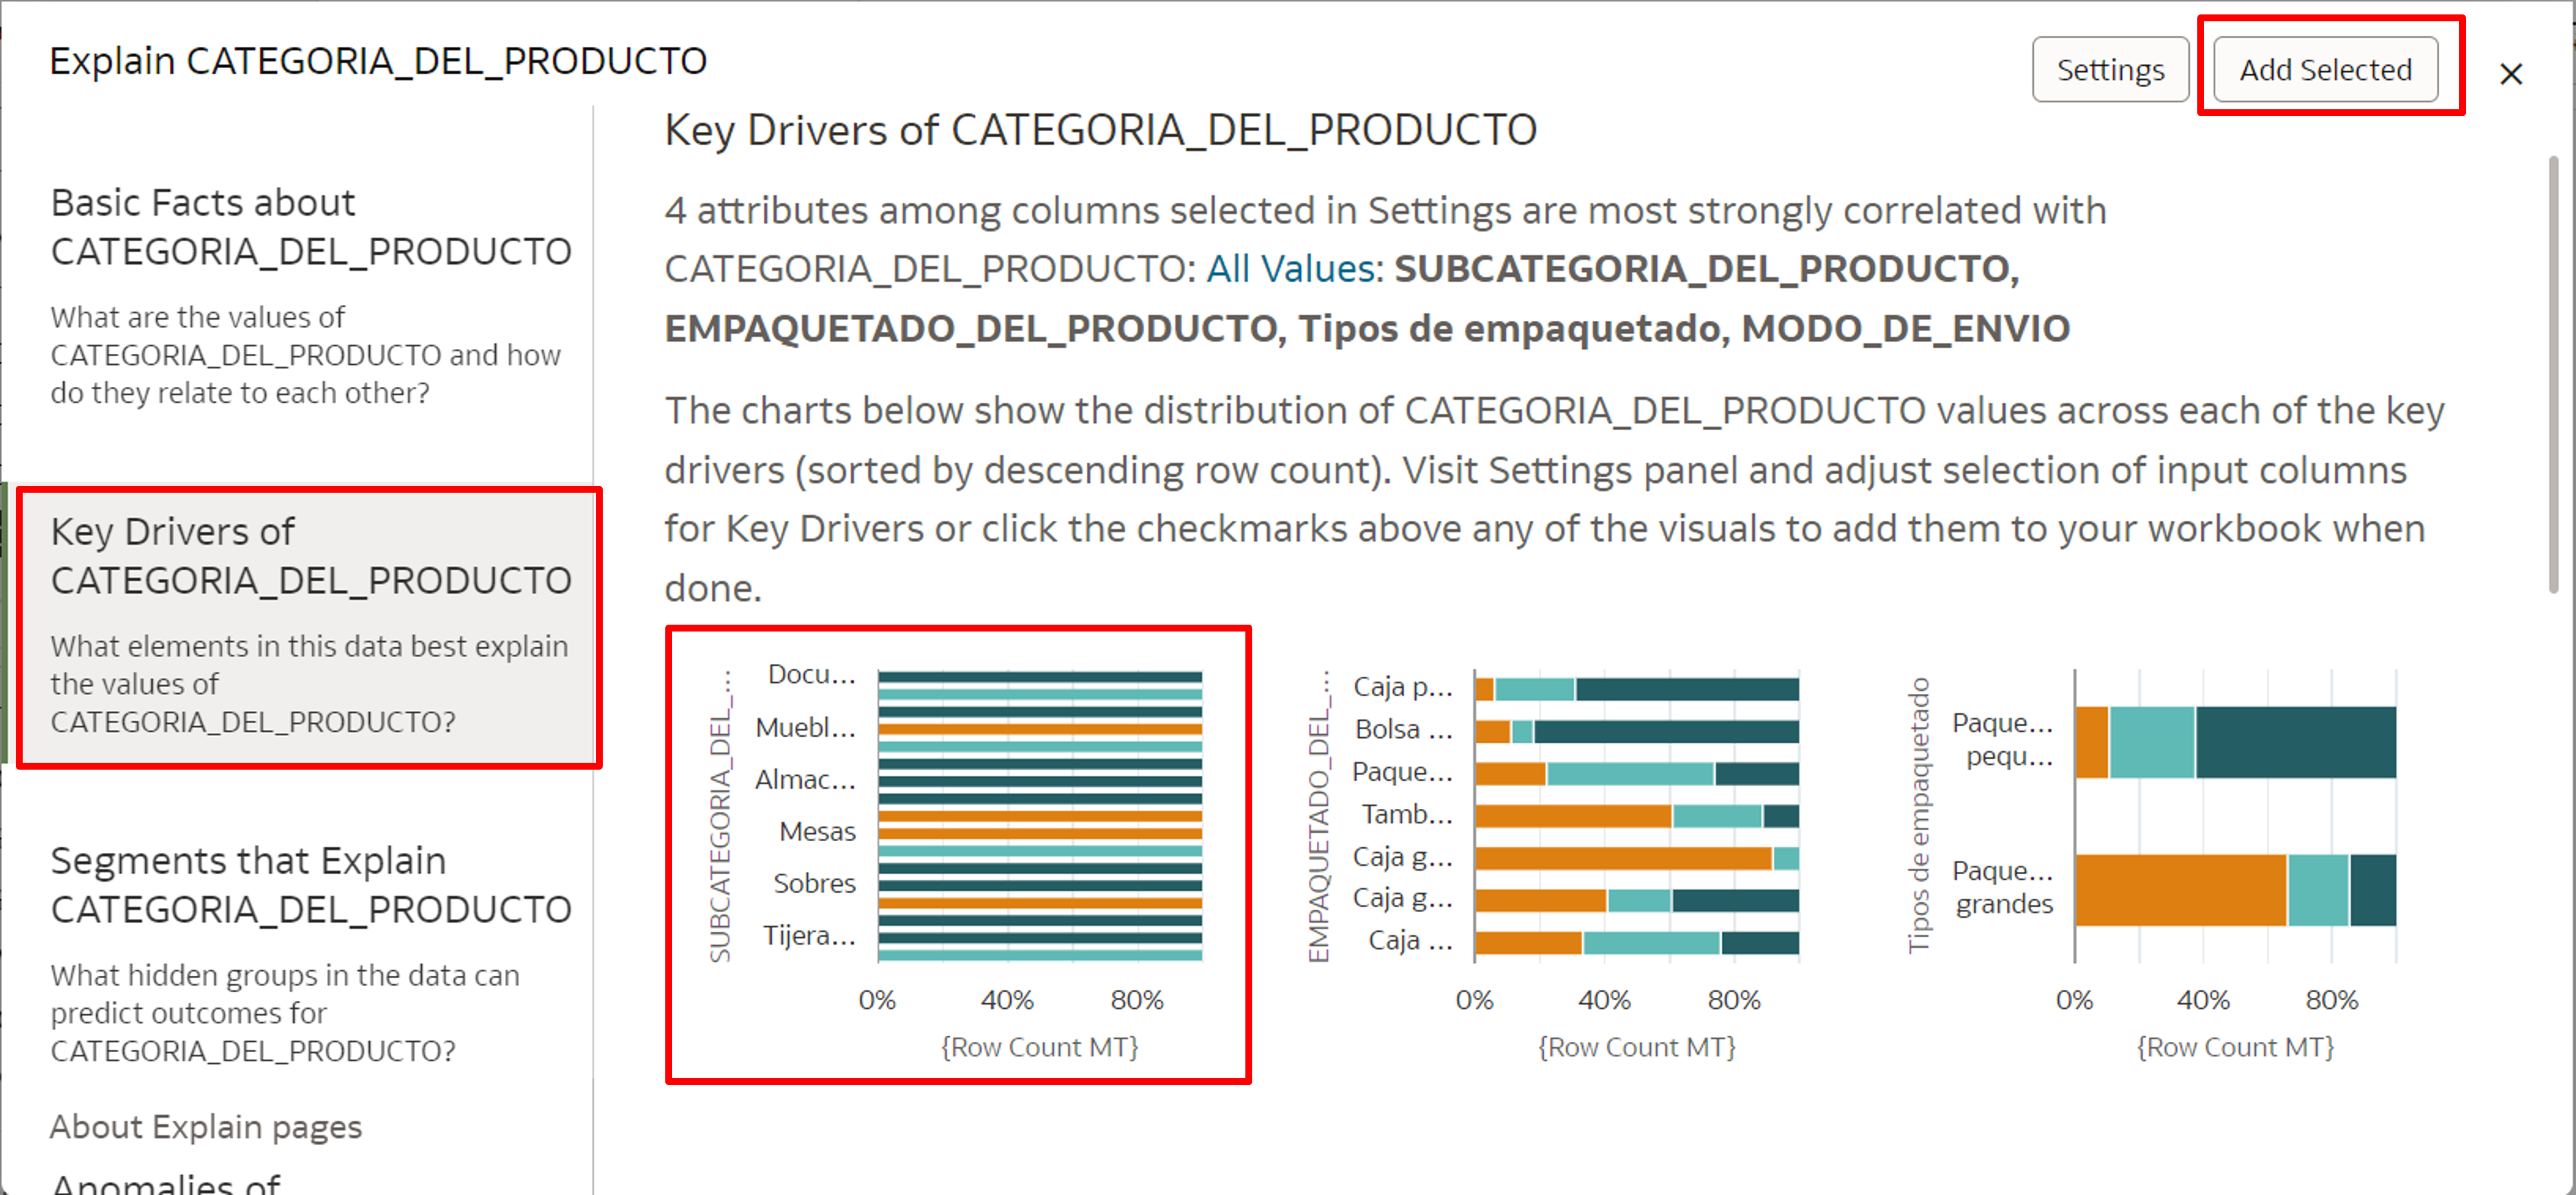 Explain CATEGORIA_DEL_PRODUCTO
Settings
Add Selected
Basic Facts about
CATEGORIA_DEL_PRODUCTO
What are the values of
CATEGORIA_DEL_PRODUCTO and how
do they relate to each other?
Key Drivers of
CATEGORIA_DEL_PRODUCTO
What elements in this data best explain
the values of
CATEGORIA_DEL_PRODUCTO?
Segments that Explain
CATEGORIA_DEL_PRODUCTO
What hidden groups in the data can
predict outcomes for
CATEGORIA_DEL_PRODUCTO?
About Explain pages
Anomalies of
Key Drivers of CATEGORIA_DEL_PRODUCTO
4 attributes among columns selected in Settings are most strongly correlated with
CATEGORIA_DEL_PRODUCTO: All Values: SUBCATEGORIA_DEL_PRODUCTO,
EMPAQUETADO_DEL_PRODUCTO, Tipos de empaquetado, MODO_DE_ENVIO
The charts below show the distribution of CATEGORIA_DEL_PRODUCTO values across each of the key
drivers (sorted by descending row count). Visit Settings panel and adjust selection of input columns
for Key Drivers or click the checkmarks above any of the visuals to add them to your workbook when
done.
SUBCATEGORIA_DEL_...
Docu...
Muebl...
Almac...
Mesas
Sobres
Tijera...
0% 40% 80%
{Row Count MT}
EMPAQUETADO_DEL_...
Caja p...
Bolsa ...
Paque...
Tamb...
Caja g...
Caja g...
Caja ...
0% 40% 80%
{Row Count MT}
Tipos de empaquetado
Paque...
pequ...
Paque...
grandes
0% 40% 80%
{Row Count MT}